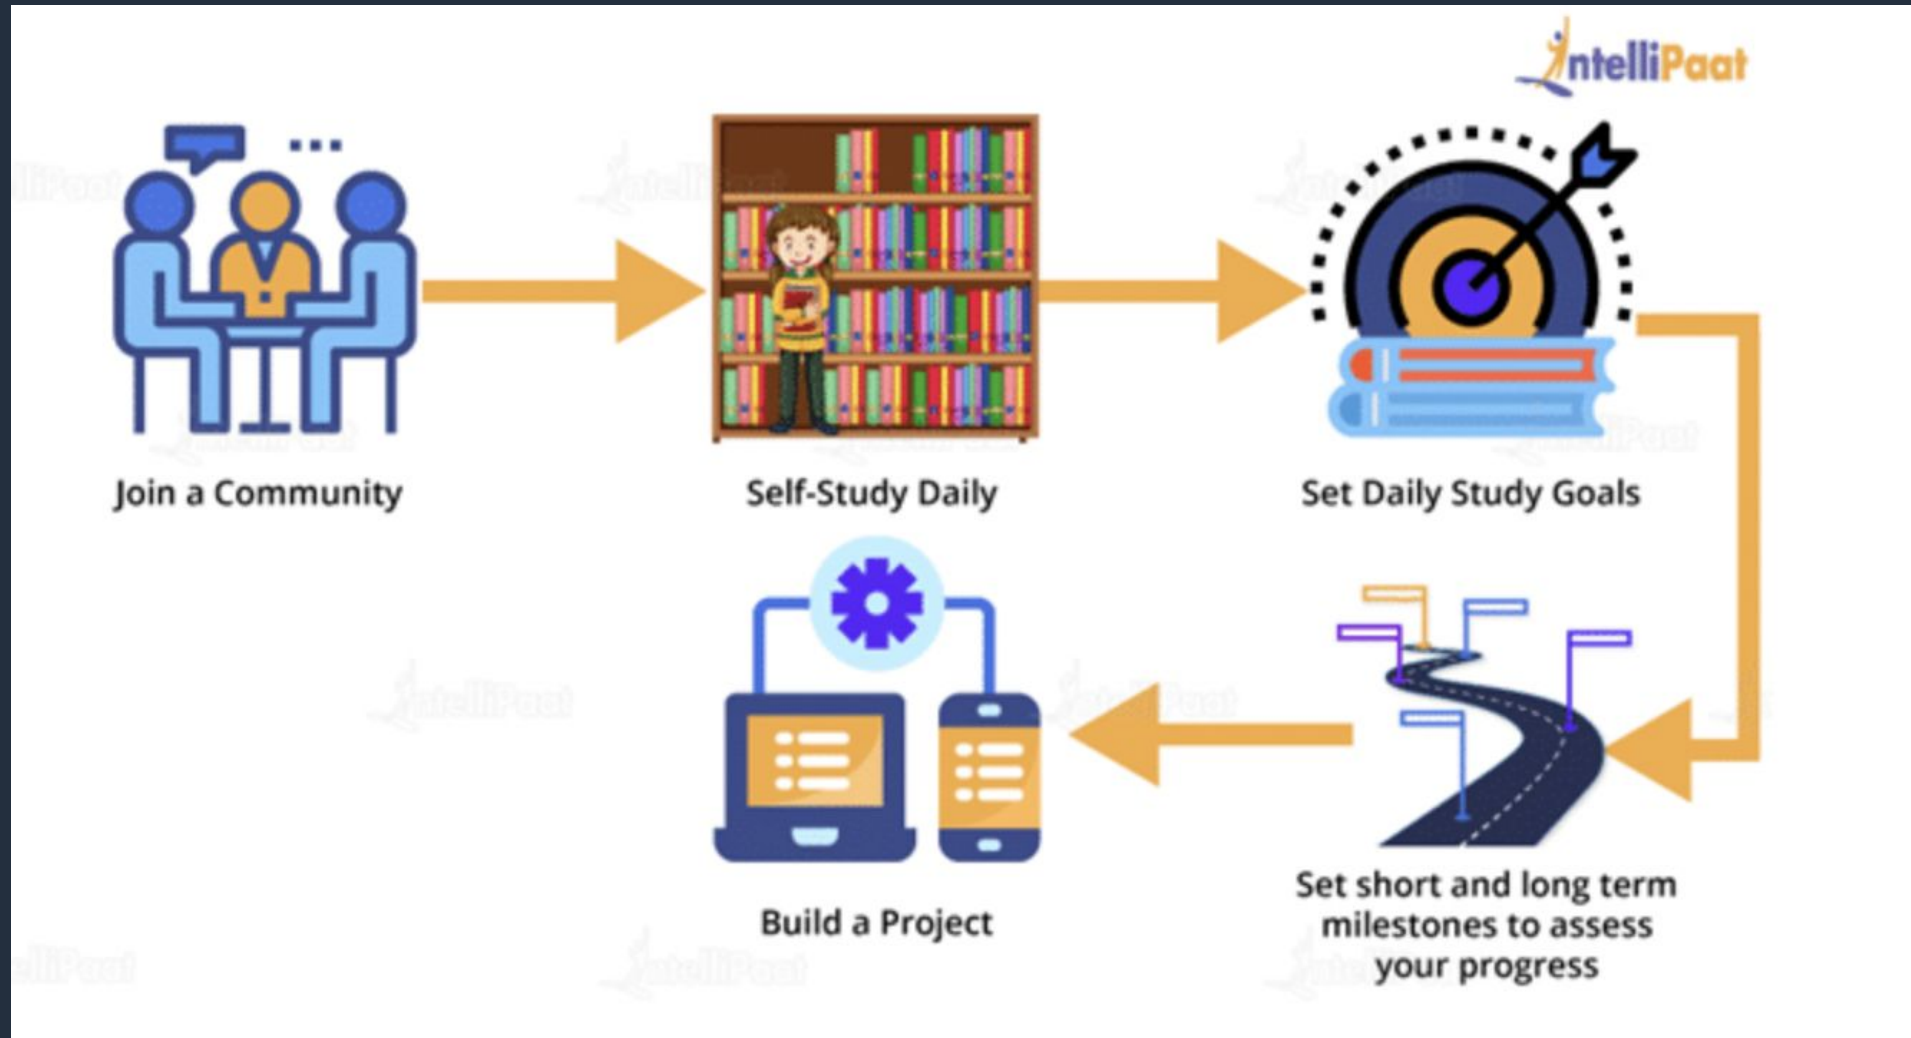 IntelliPaat
Join a Community
Self-Study Daily
Set Daily Study Goals
Build a Project
Set short and long term
milestones to assess
your progress